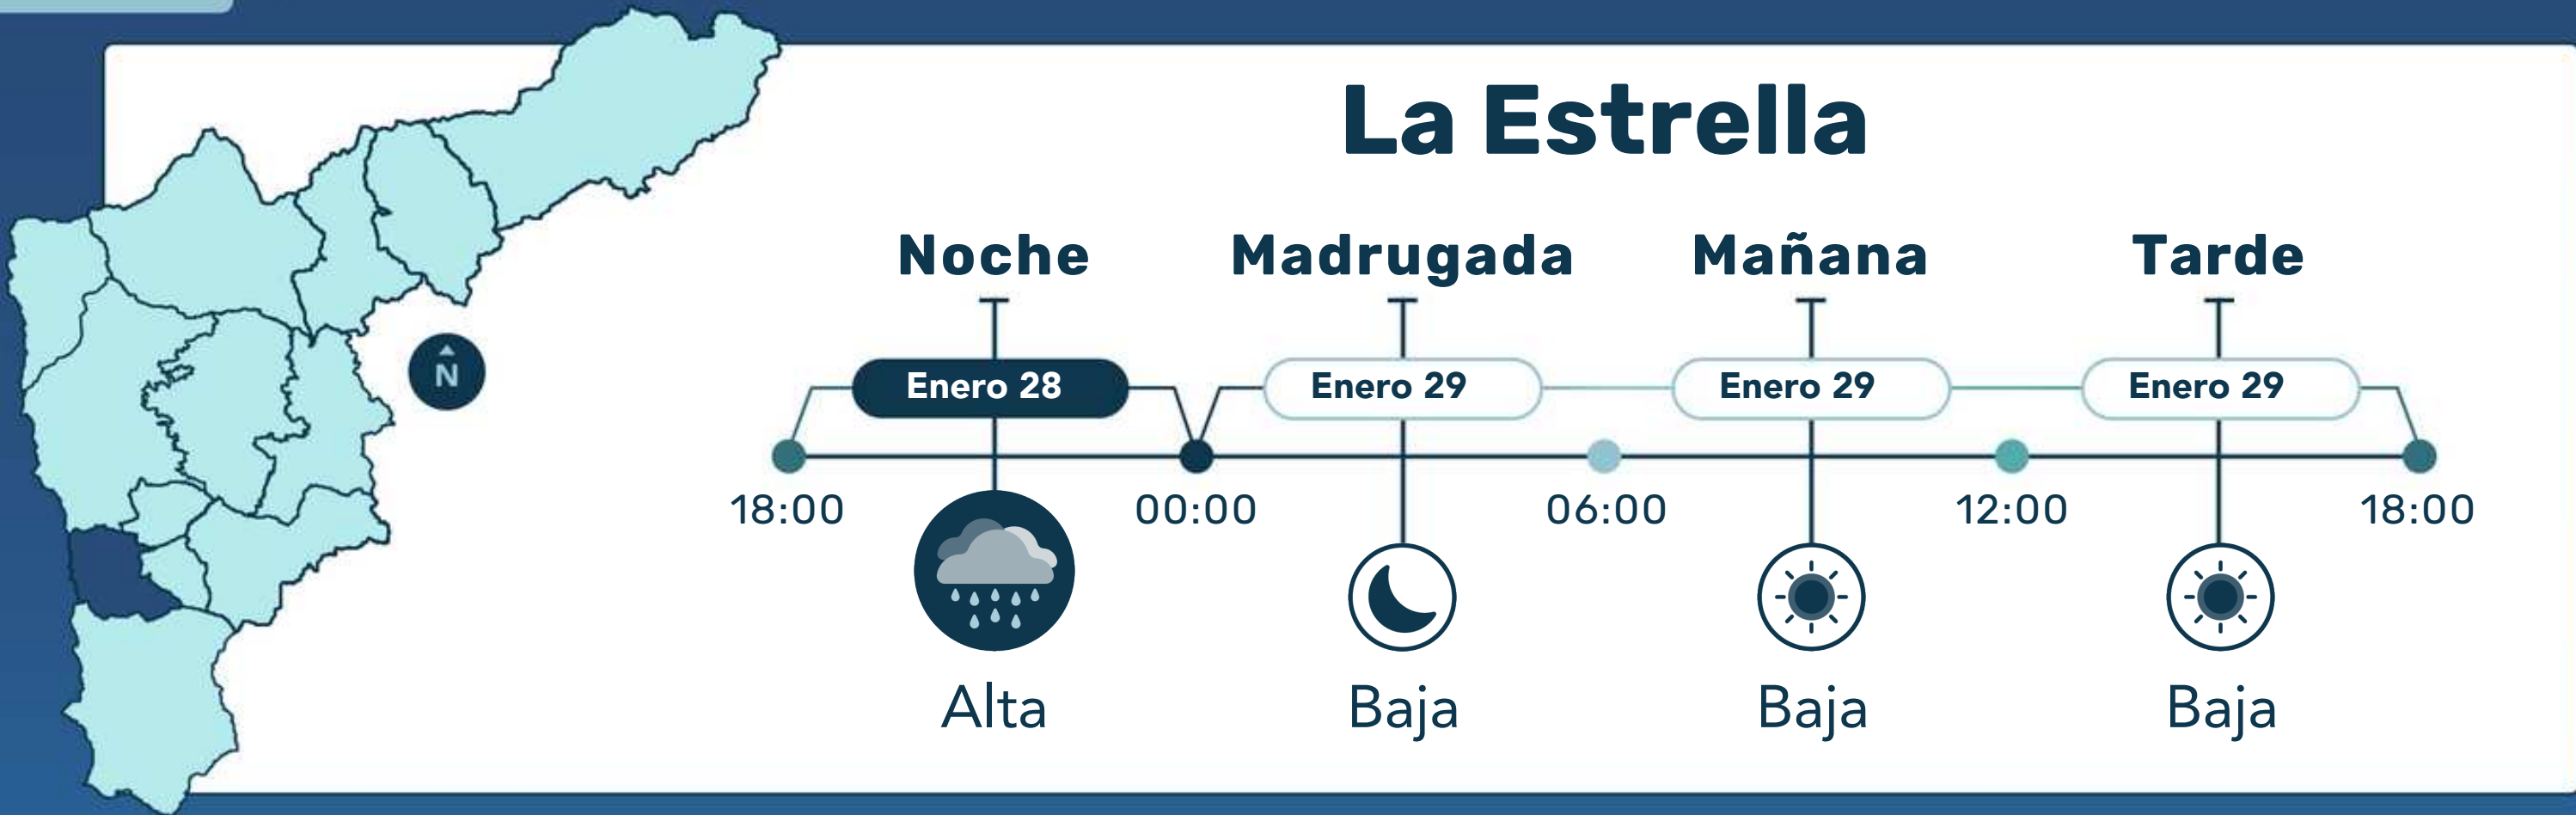 La Estrella
Noche Madrugada Mañana Tarde
Enero 28 Enero 29 Enero 29 Enero 29
N
18:00 00:00 06:00 12:00 18:00
Alta Baja Baja Baja